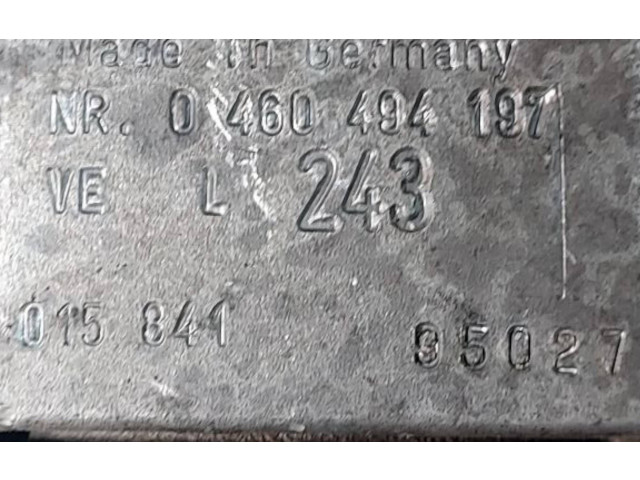 Made in Germany
NR. 0 460 494 197
VE L 243
015 841 95027